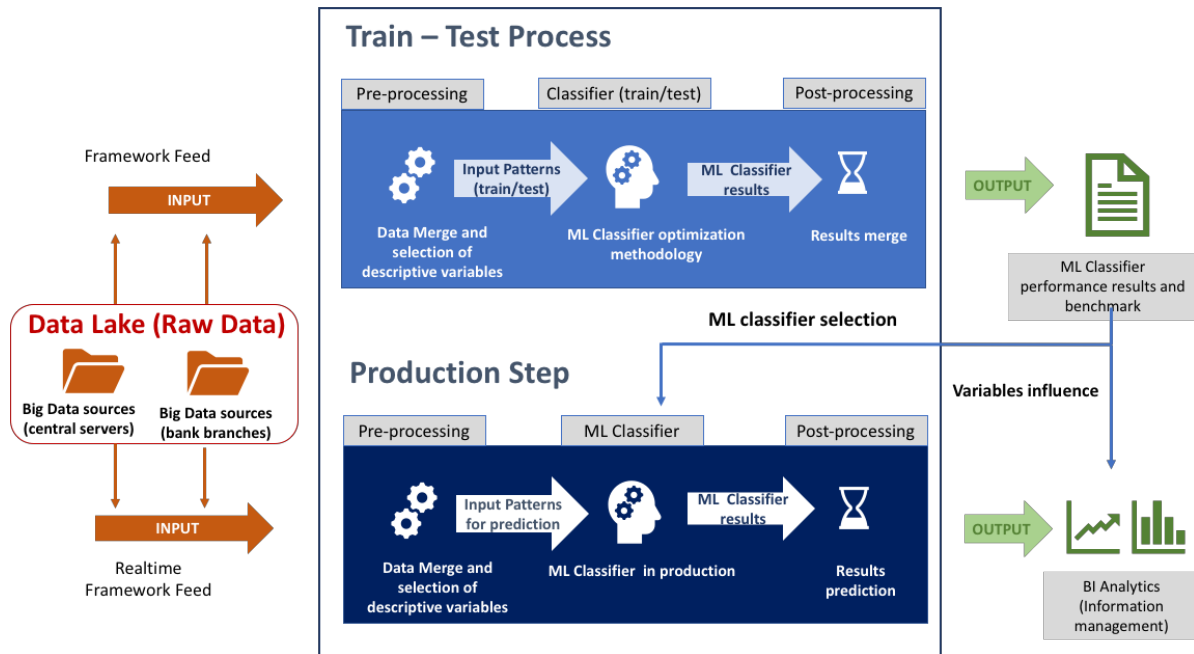 Train – Test Process
Pre-processing
Classifier (train/test)
Post-processing
Framework Feed
INPUT
Input Patterns
(train/test)
ML Classifier
results
Data Merge and
selection of
descriptive variables
ML Classifier optimization
methodology
Results merge
OUTPUT
ML Classifier
performance results and
benchmark
Data Lake (Raw Data)
Big Data sources
(central servers)
Big Data sources
(bank branches)
ML classifier selection
Variables influence
Production Step
Pre-processing
ML Classifier
Post-processing
INPUT
Realtime
Framework Feed
Input Patterns
for prediction
ML Classifier
results
Data Merge and
selection of
descriptive variables
ML Classifier in production
Results
prediction
OUTPUT
BI Analytics
(Information
management)